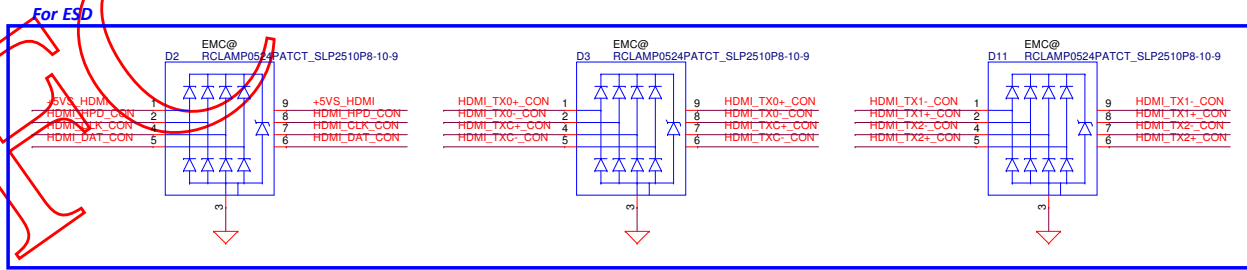 For ESD
EMC@
D2 RCLAMP0524PATCT_SLP2510P8-10-9
+5VS_HDMI 1 9 +5VS_HDMI
HDMI_HPD_CON 2 8 HDMI_HPD_CON
HDMI_CLK_CON 4 7 HDMI_CLK_CON
HDMI_DAT_CON 5 6 HDMI_DAT_CON
3
EMC@
D3 RCLAMP0524PATCT_SLP2510P8-10-9
HDMI_TX0+_CON 1 9 HDMI_TX0+_CON
HDMI_TX0-_CON 2 8 HDMI_TX0-_CON
HDMI_TXC+_CON 4 7 HDMI_TXC+_CON
HDMI_TXC-_CON 5 6 HDMI_TXC-_CON
3
EMC@
D11 RCLAMP0524PATCT_SLP2510P8-10-9
HDMI_TX1-_CON 1 9 HDMI_TX1-_CON
HDMI_TX1+_CON 2 8 HDMI_TX1+_CON
HDMI_TX2-_CON 4 7 HDMI_TX2-_CON
HDMI_TX2+_CON 5 6 HDMI_TX2+_CON
3